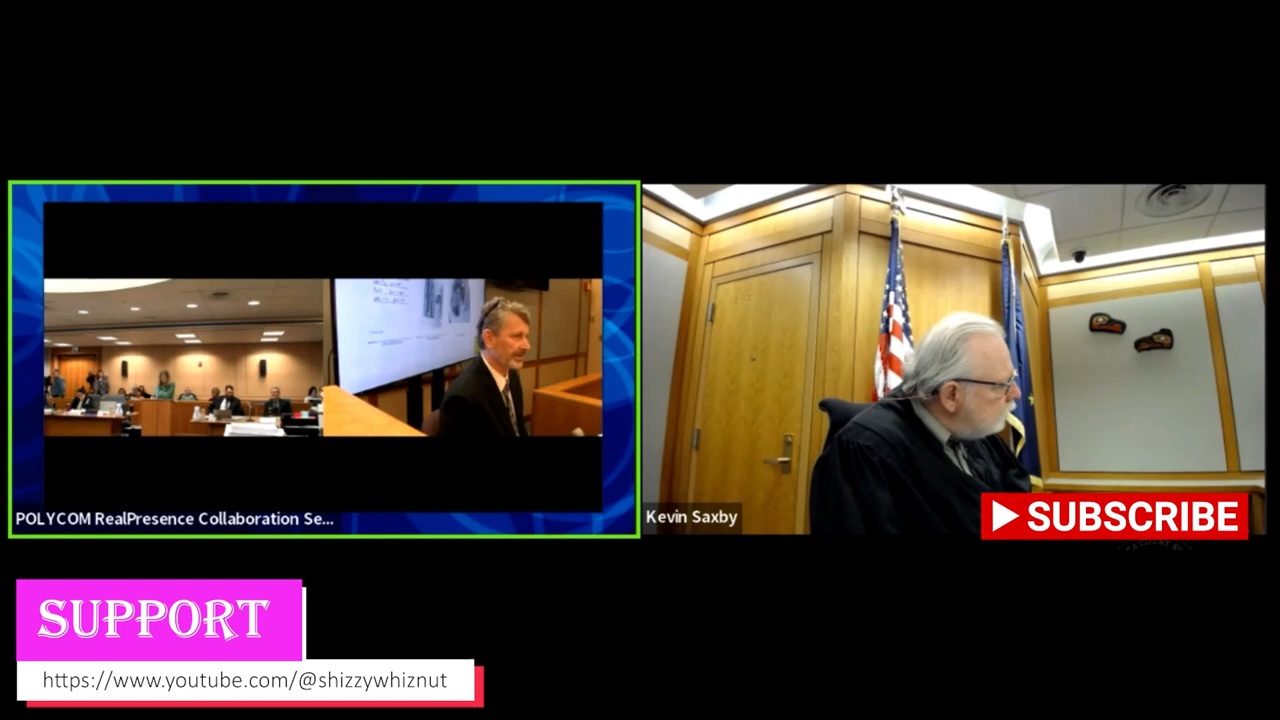 POLYCOM RealPresence Collaboration Se...
Kevin Saxby
SUBSCRIBE
SUPPORT
https://www.youtube.com/@shizzywhiznut